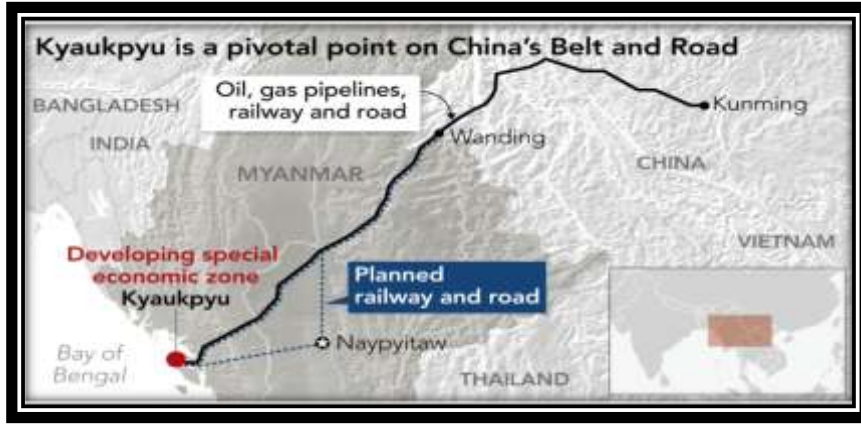 Kyaukpyu is a pivotal point on China's Belt and Road
Oil, gas pipelines,
railway and road
BANGLADESH
Kunming
INDIA
Wanding
CHINA
MYANMAR
VIETNAM
Developing special
economic zone
Kyaukpyu
Planned
railway and road
Naypyitaw
Bay of
Bengal
THAILAND